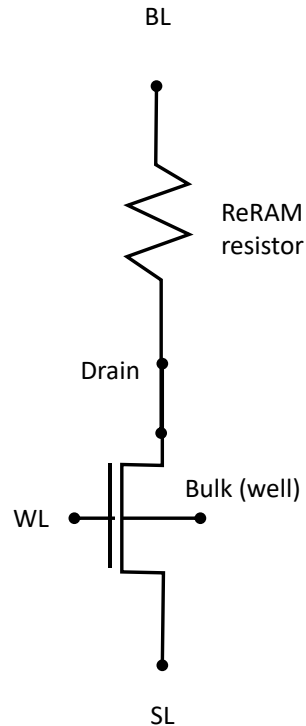 BL
ReRAM
resistor
Drain
Bulk (well)
WL
SL